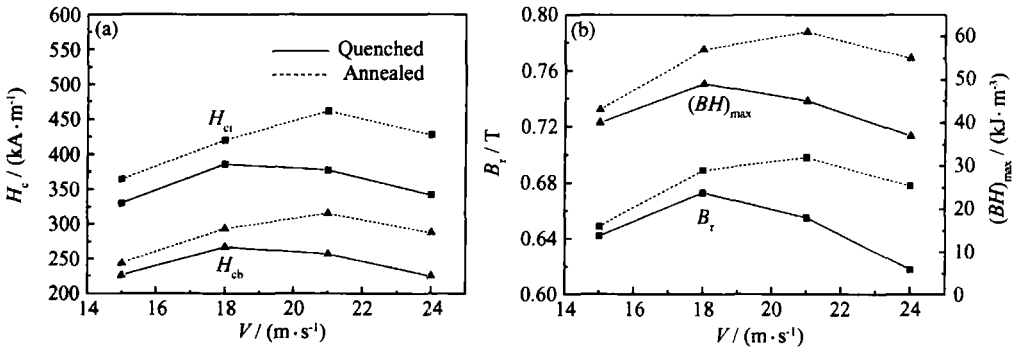 (a)
Quenched
Annealed
H_ci
H_cb
H_c / (kA · m⁻¹)
600
550
500
450
400
375
350
300
250
225
200
14
16
18
20
22
24
V / (m · s⁻¹)
(b)
(BH)_max
B_r
B_r / T
0.80
0.76
0.72
0.68
0.64
0.60
14
16
18
20
22
24
V / (m · s⁻¹)
60
50
40
30
20
10
0
(BH)_max / (kJ · m⁻³)